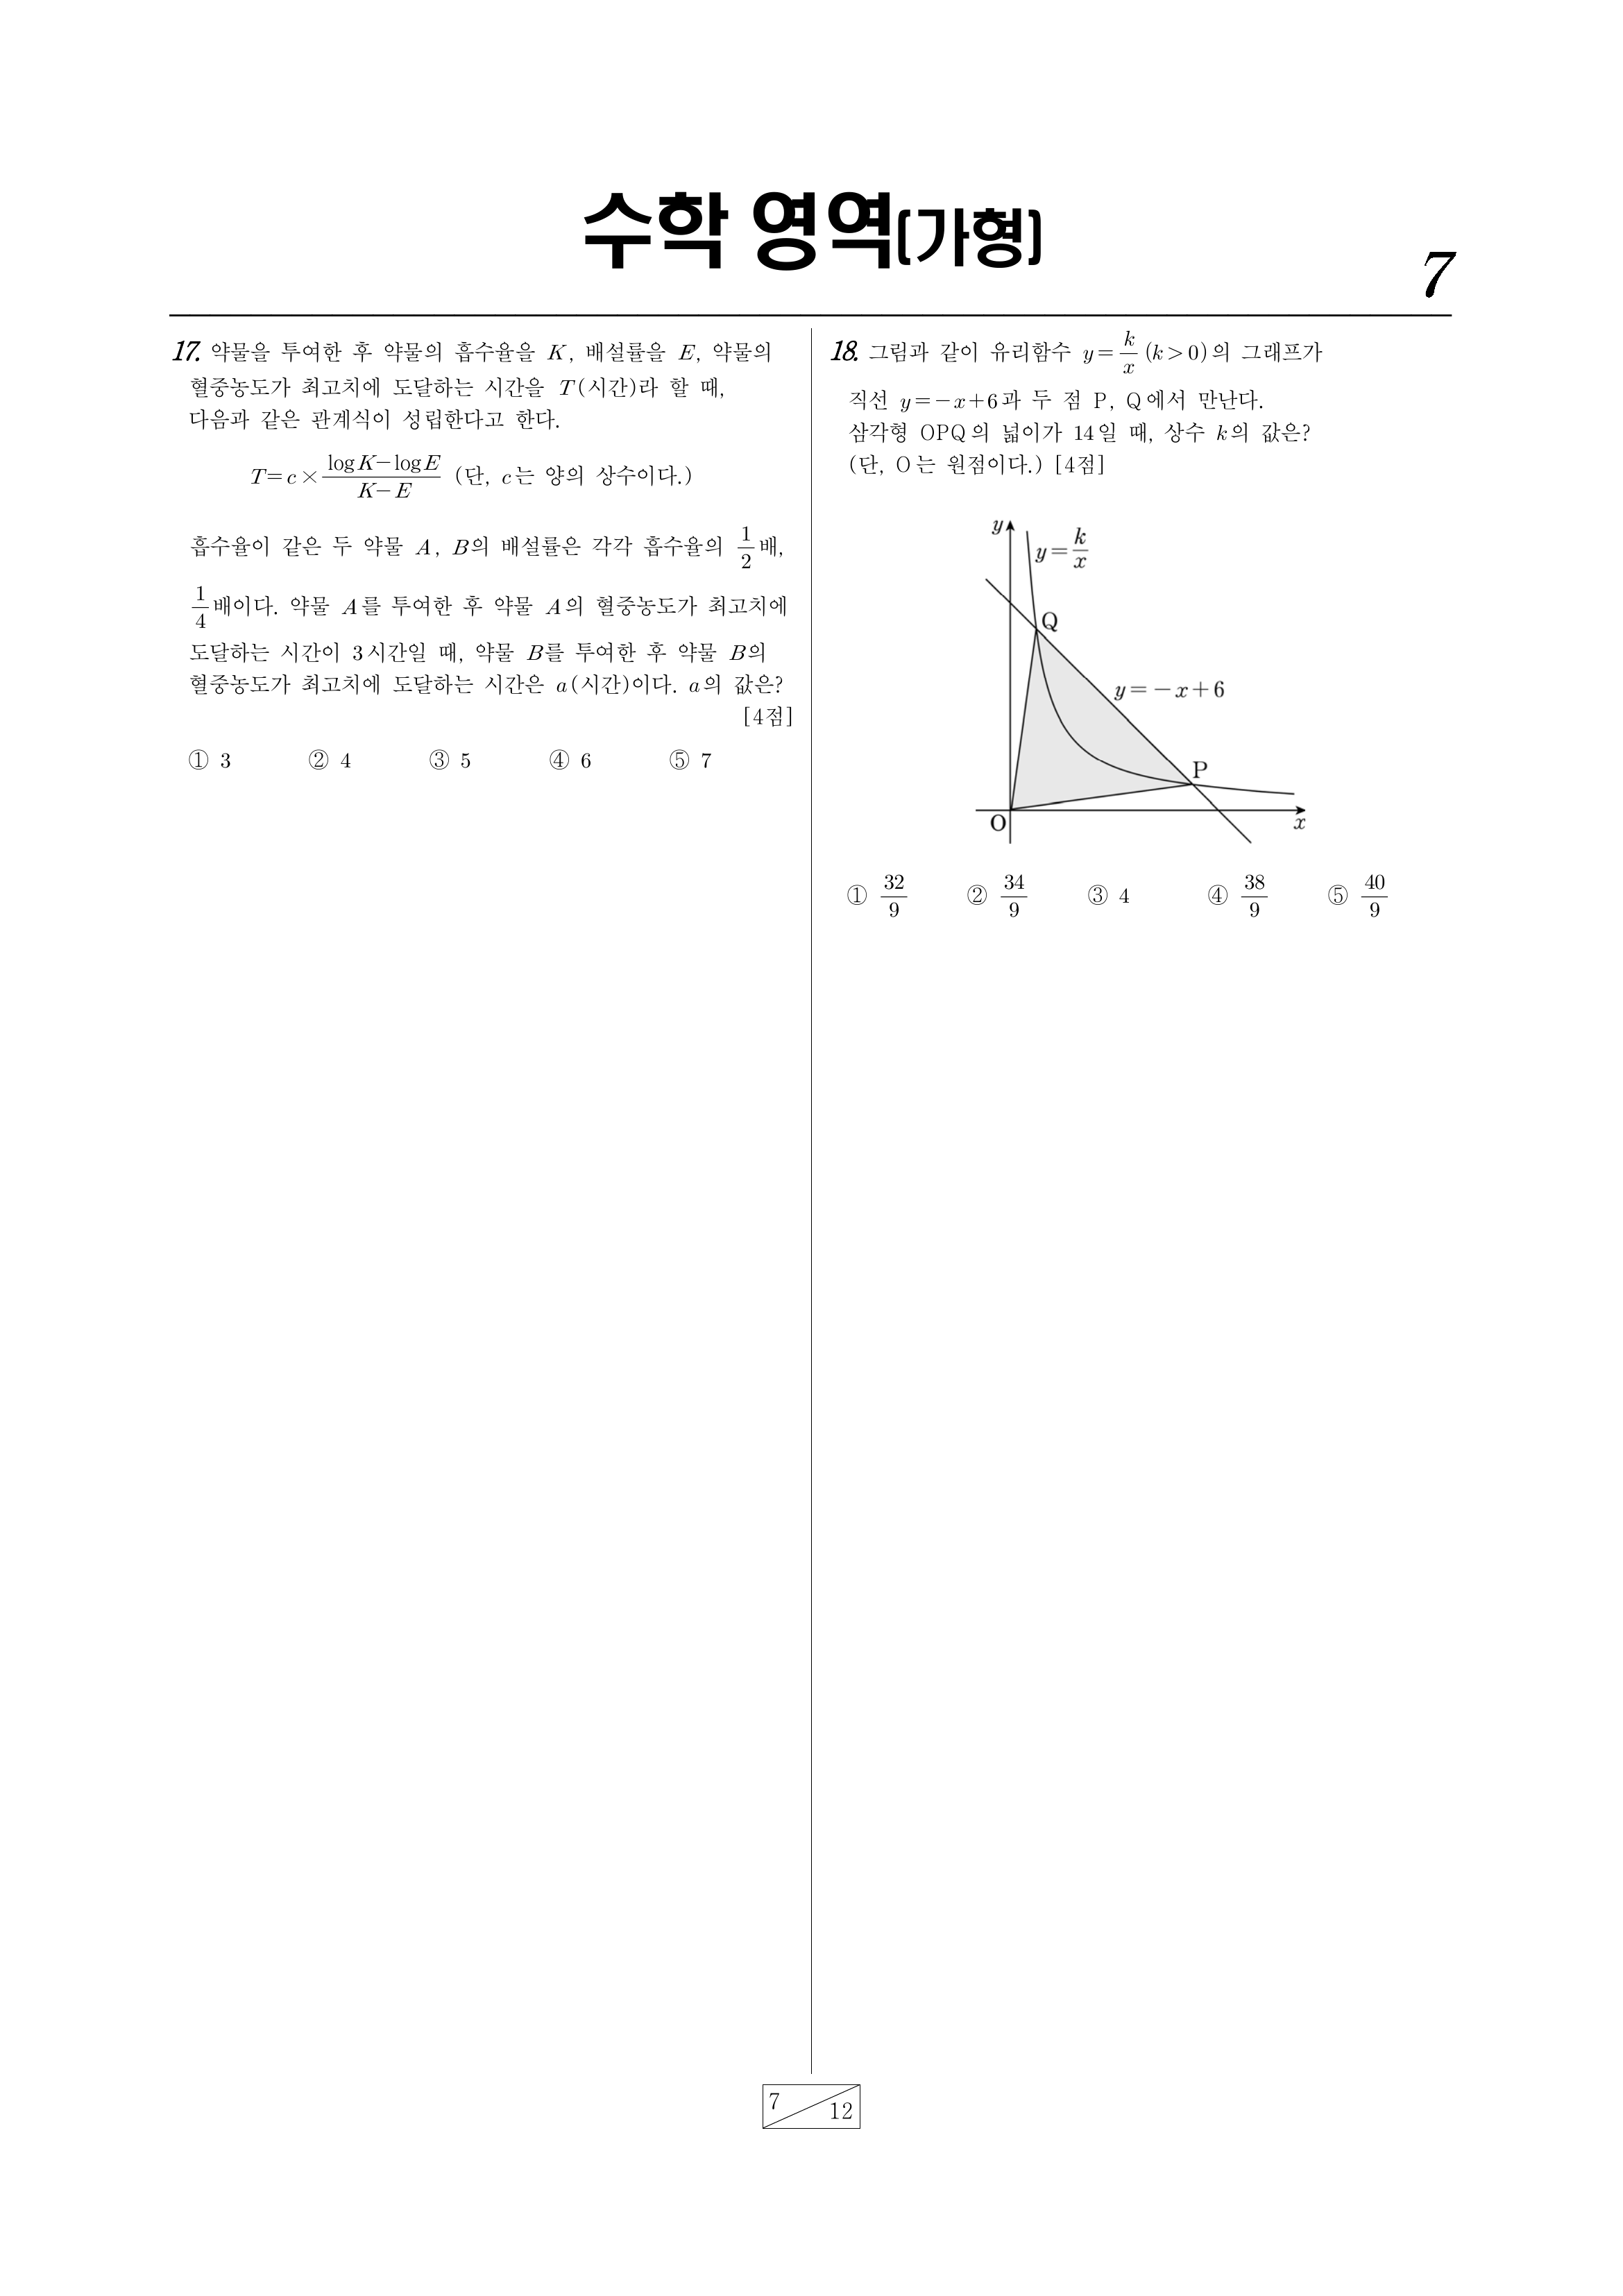 수학 영역(가형)
7
17. 약물을 투여한 후 약물의 흡수율을 K, 배설률을 E, 약물의
혈중농도가 최고치에 도달하는 시간을 T(시간)라 할 때,
다음과 같은 관계식이 성립한다고 한다.
T=c×\frac{logK-logE}{K-E} (단, c는 양의 상수이다.)
흡수율이 같은 두 약물 A, B의 배설률은 각각 흡수율의 \frac{1}{2}배,
\frac{1}{4}배이다. 약물 A를 투여한 후 약물 A의 혈중농도가 최고치에
도달하는 시간이 3시간일 때, 약물 B를 투여한 후 약물 B의
혈중농도가 최고치에 도달하는 시간은 a(시간)이다. a의 값은?
[4점]
① 3 ② 4 ③ 5 ④ 6 ⑤ 7
18. 그림과 같이 유리함수 y=\frac{k}{x} (k>0)의 그래프가
직선 y=-x+6과 두 점 P, Q에서 만난다.
삼각형 OPQ의 넓이가 14일 때, 상수 k의 값은?
(단, O는 원점이다.) [4점]
y
y=\frac{k}{x}
Q
y=-x+6
P
O
x
① \frac{32}{9} ② \frac{34}{9} ③ 4 ④ \frac{38}{9} ⑤ \frac{40}{9}
7
12